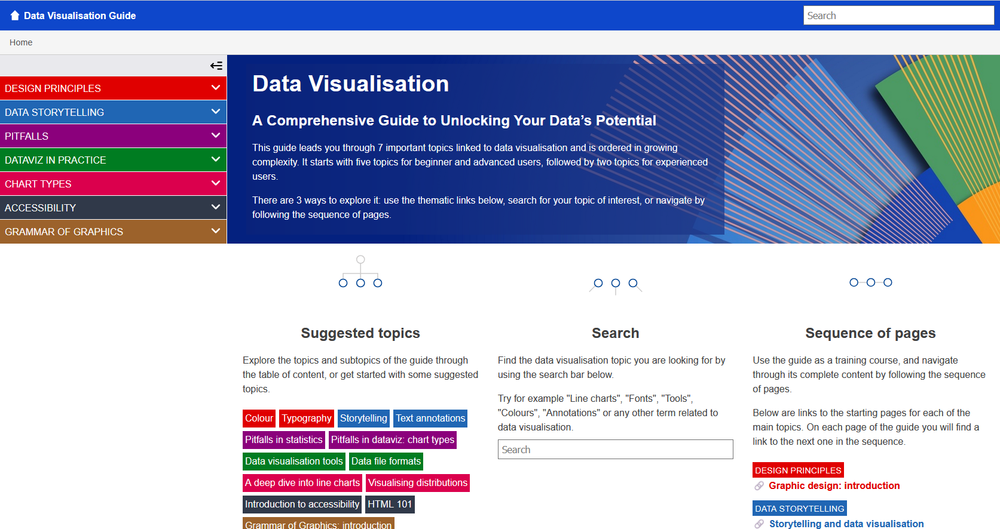 Data Visualisation Guide
Search
Home
DESIGN PRINCIPLES
DATA STORYTELLING
PITFALLS
DATAVIZ IN PRACTICE
CHART TYPES
ACCESSIBILITY
GRAMMAR OF GRAPHICS
Data Visualisation
A Comprehensive Guide to Unlocking Your Data’s Potential
This guide leads you through 7 important topics linked to data visualisation and is ordered in growing
complexity. It starts with five topics for beginner and advanced users, followed by two topics for experienced
users.
There are 3 ways to explore it: use the thematic links below, search for your topic of interest, or navigate by
following the sequence of pages.
Suggested topics
Explore the topics and subtopics of the guide through
the table of content, or get started with some suggested
topics.
Colour Typography Storytelling Text annotations
Pitfalls in statistics Pitfalls in dataviz: chart types
Data visualisation tools Data file formats
A deep dive into line charts Visualising distributions
Introduction to accessibility HTML 101
Grammar of Graphics: introduction
Search
Find the data visualisation topic you are looking for by
using the search bar below.
Try for example "Line charts", "Fonts", "Tools",
"Colours", "Annotations" or any other term related to
data visualisation.
Search
Sequence of pages
Use the guide as a training course, and navigate
through its complete content by following the sequence
of pages.
Below are links to the starting pages for each of the
main topics. On each page of the guide you will find a
link to the next one in the sequence.
DESIGN PRINCIPLES
Graphic design: introduction
DATA STORYTELLING
Storytelling and data visualisation